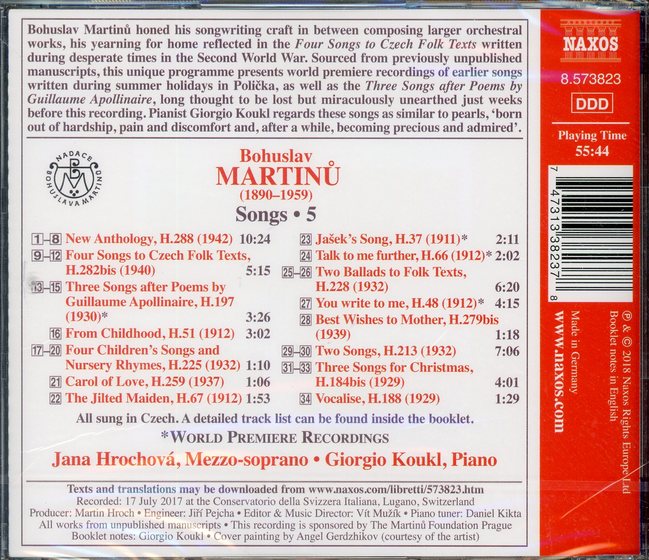 Bohuslav Martinů honed his songwriting craft in between composing larger orchestral
works, his yearning for home reflected in the Four Songs to Czech Folk Texts written
during desperate times in the Second World War. Sourced from previously unpublished
manuscripts, this unique programme presents world premiere recordings of earlier songs
written during summer holidays in Polička, as well as the Three Songs after Poems by
Guillaume Apollinaire, long thought to be lost but miraculously unearthed just weeks
before this recording. Pianist Giorgio Koukl regards these songs as similar to pearls, ‘born
out of hardship, pain and discomfort and, after a while, becoming precious and admired’.
NADACE
BOHUSLAVA MARTINŮ
Bohuslav
MARTINŮ
(1890–1959)
Songs • 5
1–8 New Anthology, H.288 (1942) 10:24
9–12 Four Songs to Czech Folk Texts,
H.282bis (1940) 5:15
13–15 Three Songs after Poems by
Guillaume Apollinaire, H.197
(1930)* 3:26
16 From Childhood, H.51 (1912) 3:02
17–20 Four Children's Songs and
Nursery Rhymes, H.225 (1932) 1:10
21 Carol of Love, H.259 (1937) 1:06
22 The Jilted Maiden, H.67 (1912) 1:53
23 Jašek's Song, H.37 (1911)* 2:11
24 Talk to me further, H.66 (1912)* 2:02
25–26 Two Ballads to Folk Texts,
H.228 (1932) 6:20
27 You write to me, H.48 (1912)* 4:15
28 Best Wishes to Mother, H.279bis
(1939) 1:18
29–30 Two Songs, H.213 (1932) 7:06
31–33 Three Songs for Christmas,
H.184bis (1929) 4:01
34 Vocalise, H.188 (1929) 1:29
All sung in Czech. A detailed track list can be found inside the booklet.
*WORLD PREMIERE RECORDINGS
Jana Hrochová, Mezzo-soprano • Giorgio Koukl, Piano
Texts and translations may be downloaded from www.naxos.com/libretti/573823.htm
Recorded: 17 July 2017 at the Conservatorio della Svizzera Italiana, Lugano, Switzerland
Producer: Martin Hroch • Engineer: Jiří Pejcha • Editor & Music Director: Vít Mužík • Piano tuner: Daniel Kikta
All works from unpublished manuscripts • This recording is sponsored by The Martinů Foundation Prague
Booklet notes: Giorgio Koukl • Cover painting by Angel Gerdzhikov (courtesy of the artist)
NAXOS
8.573823
DDD
Playing Time
55:44
7 47313 38237 8
℗ & © 2018 Naxos Rights Europe Ltd
Booklet notes in English
Made in Germany
www.naxos.com